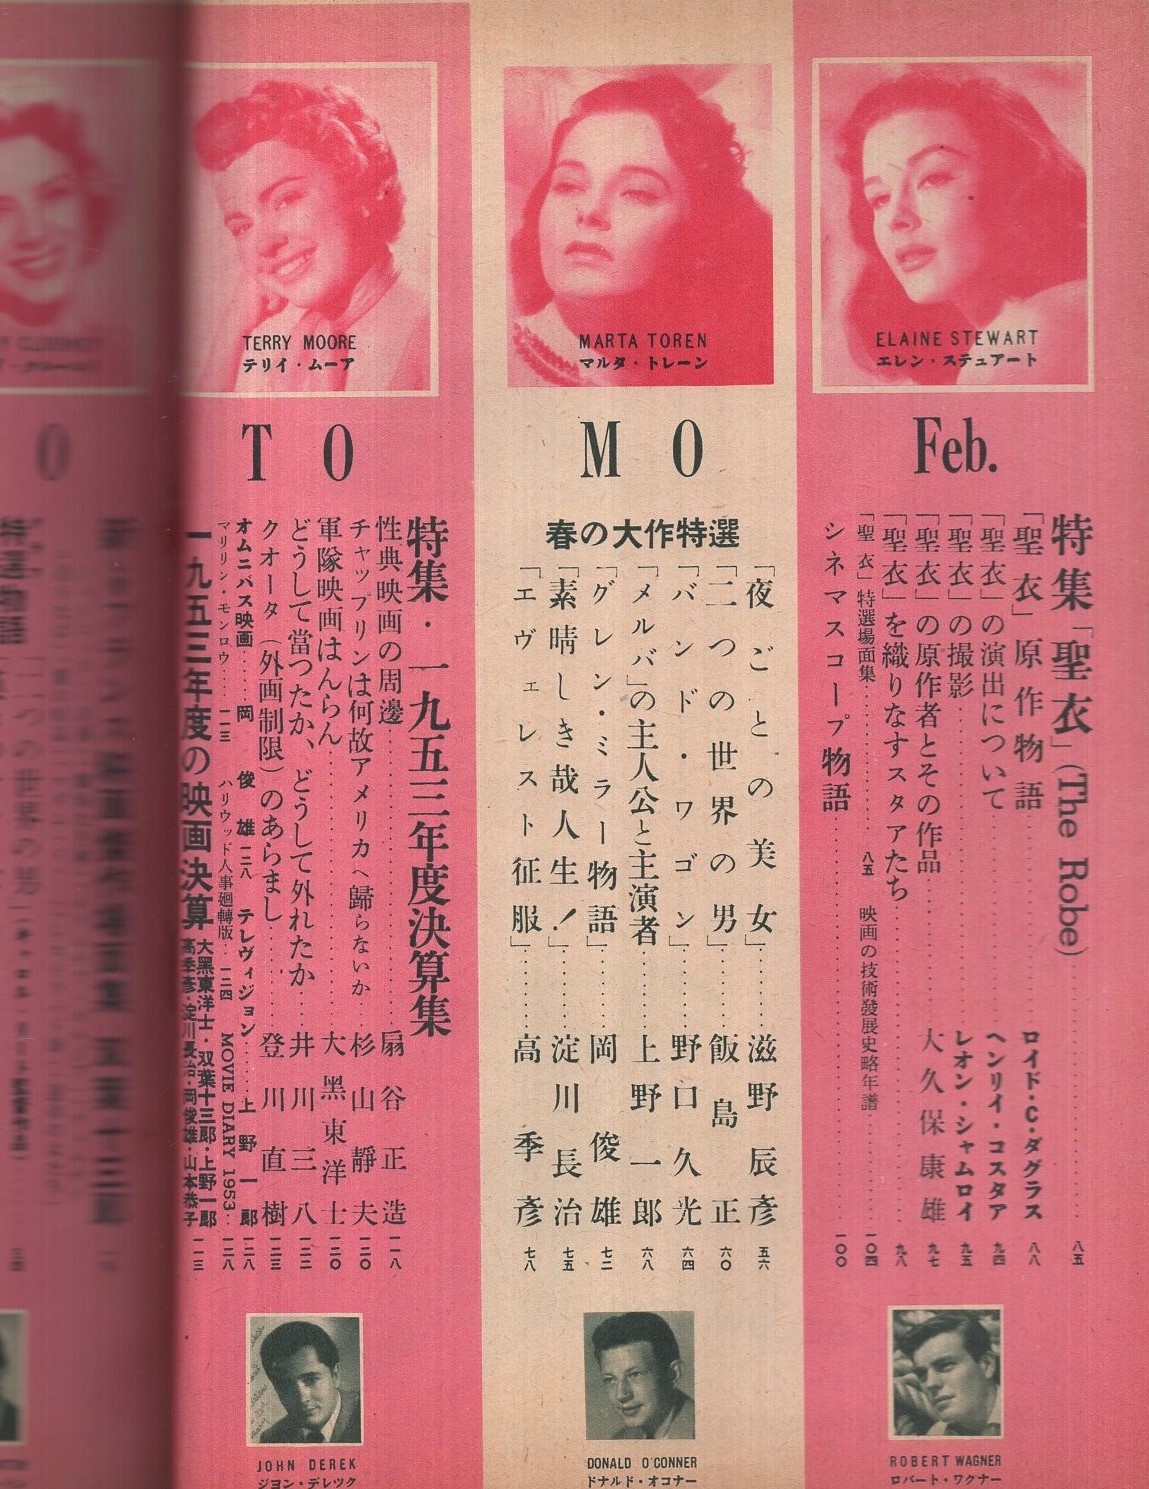 ELAINE STEWART
エレン・ステュアート
Feb.
特集「聖衣」(The Robe)‥‥八五
「聖衣」原作物語‥‥ロイド・C・ダグラス 八八
「聖衣」の演出について‥‥ヘンリイ・コスタア 九四
「聖衣」の撮影‥‥レオン・シャムロイ 九五
「聖衣」の原作者とその作品 大久保康雄 九七
「聖衣」を織りなすスタアたち‥‥九八
「聖衣」特選場面集‥‥八五 映画の技術發展史略年譜‥‥一〇四
シネマスコープ物語‥‥一〇〇
ROBERT WAGNER
ロバート・ワグナー
MARTA TOREN
マルタ・トレーン
MO
春の大作特選
「夜ごとの美女」‥‥滋野辰彦 五六
「二つの世界の男」‥‥飯島正 六〇
「バンド・ワゴン」‥‥野口久光 六四
「メルバ」の主人公と主演者‥‥上野一郎 六八
「グレン・ミラー物語」‥‥岡俊雄 七二
「素晴しき哉人生！」‥‥淀川長治 七五
「エヴェレスト征服」‥‥高季彦 七八
DONALD O'CONNER
ドナルド・オコナー
TERRY MOORE
テリイ・ムーア
TO
特集・一九五三年度決算集
性典映画の周邊‥‥扇谷正造 一一八
チャップリンは何故アメリカへ歸らないか‥‥杉山靜夫 一二〇
軍隊映画はんらん‥‥大黑東洋士 一二〇
どうして當つたか、どうして外れたか 井川三八 一二二
クオータ(外画制限)のあらまし‥‥登川直樹 一二三
オムニバス映画‥‥岡俊雄 一二八 テレヴィジョン‥‥上野一郎 一二八
マリリン・モンロウ‥‥一一三 ハリウッド人事廻轉版‥一二四 MOVIE DIARY 1953‥一二八
一九五三年度の映画決算 大黑東洋士・双葉十三郎・上野一郎 高季彦・淀川長治・岡俊雄・山本恭子 一一三
JOHN DEREK
ジヨン・デレツク